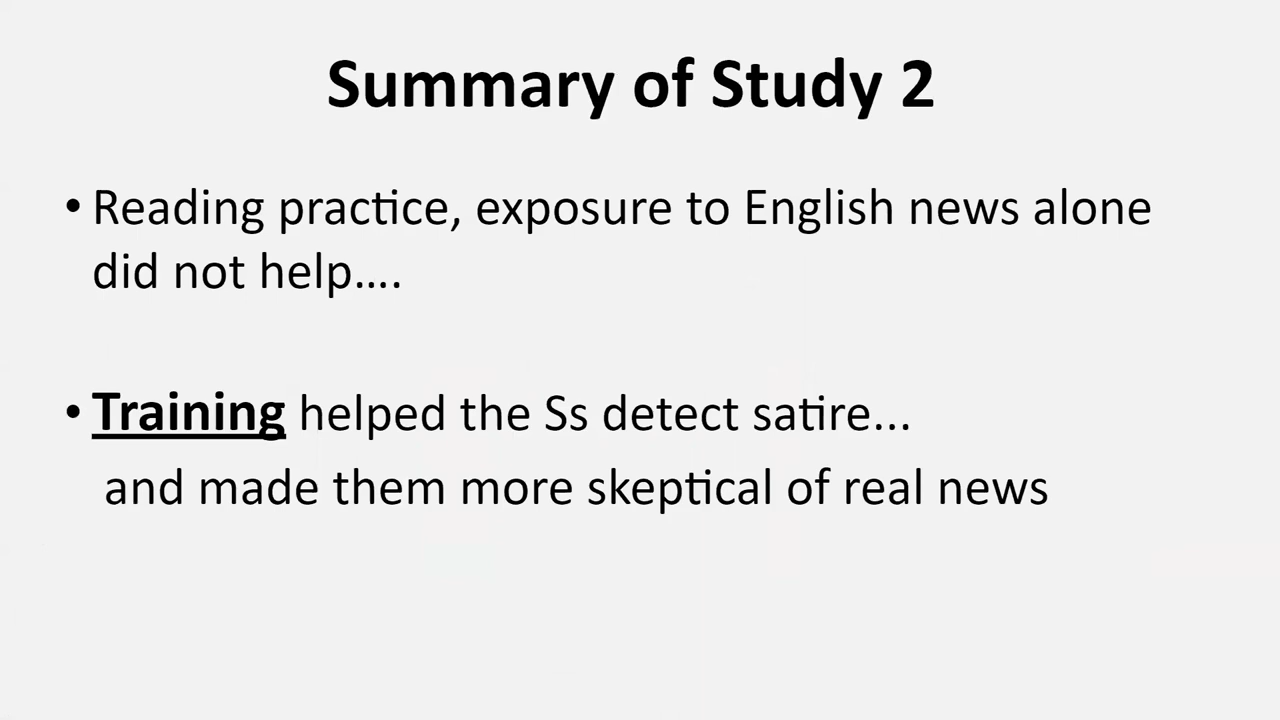 Summary of Study 2
• Reading practice, exposure to English news alone
did not help....
• Training helped the Ss detect satire...
and made them more skeptical of real news